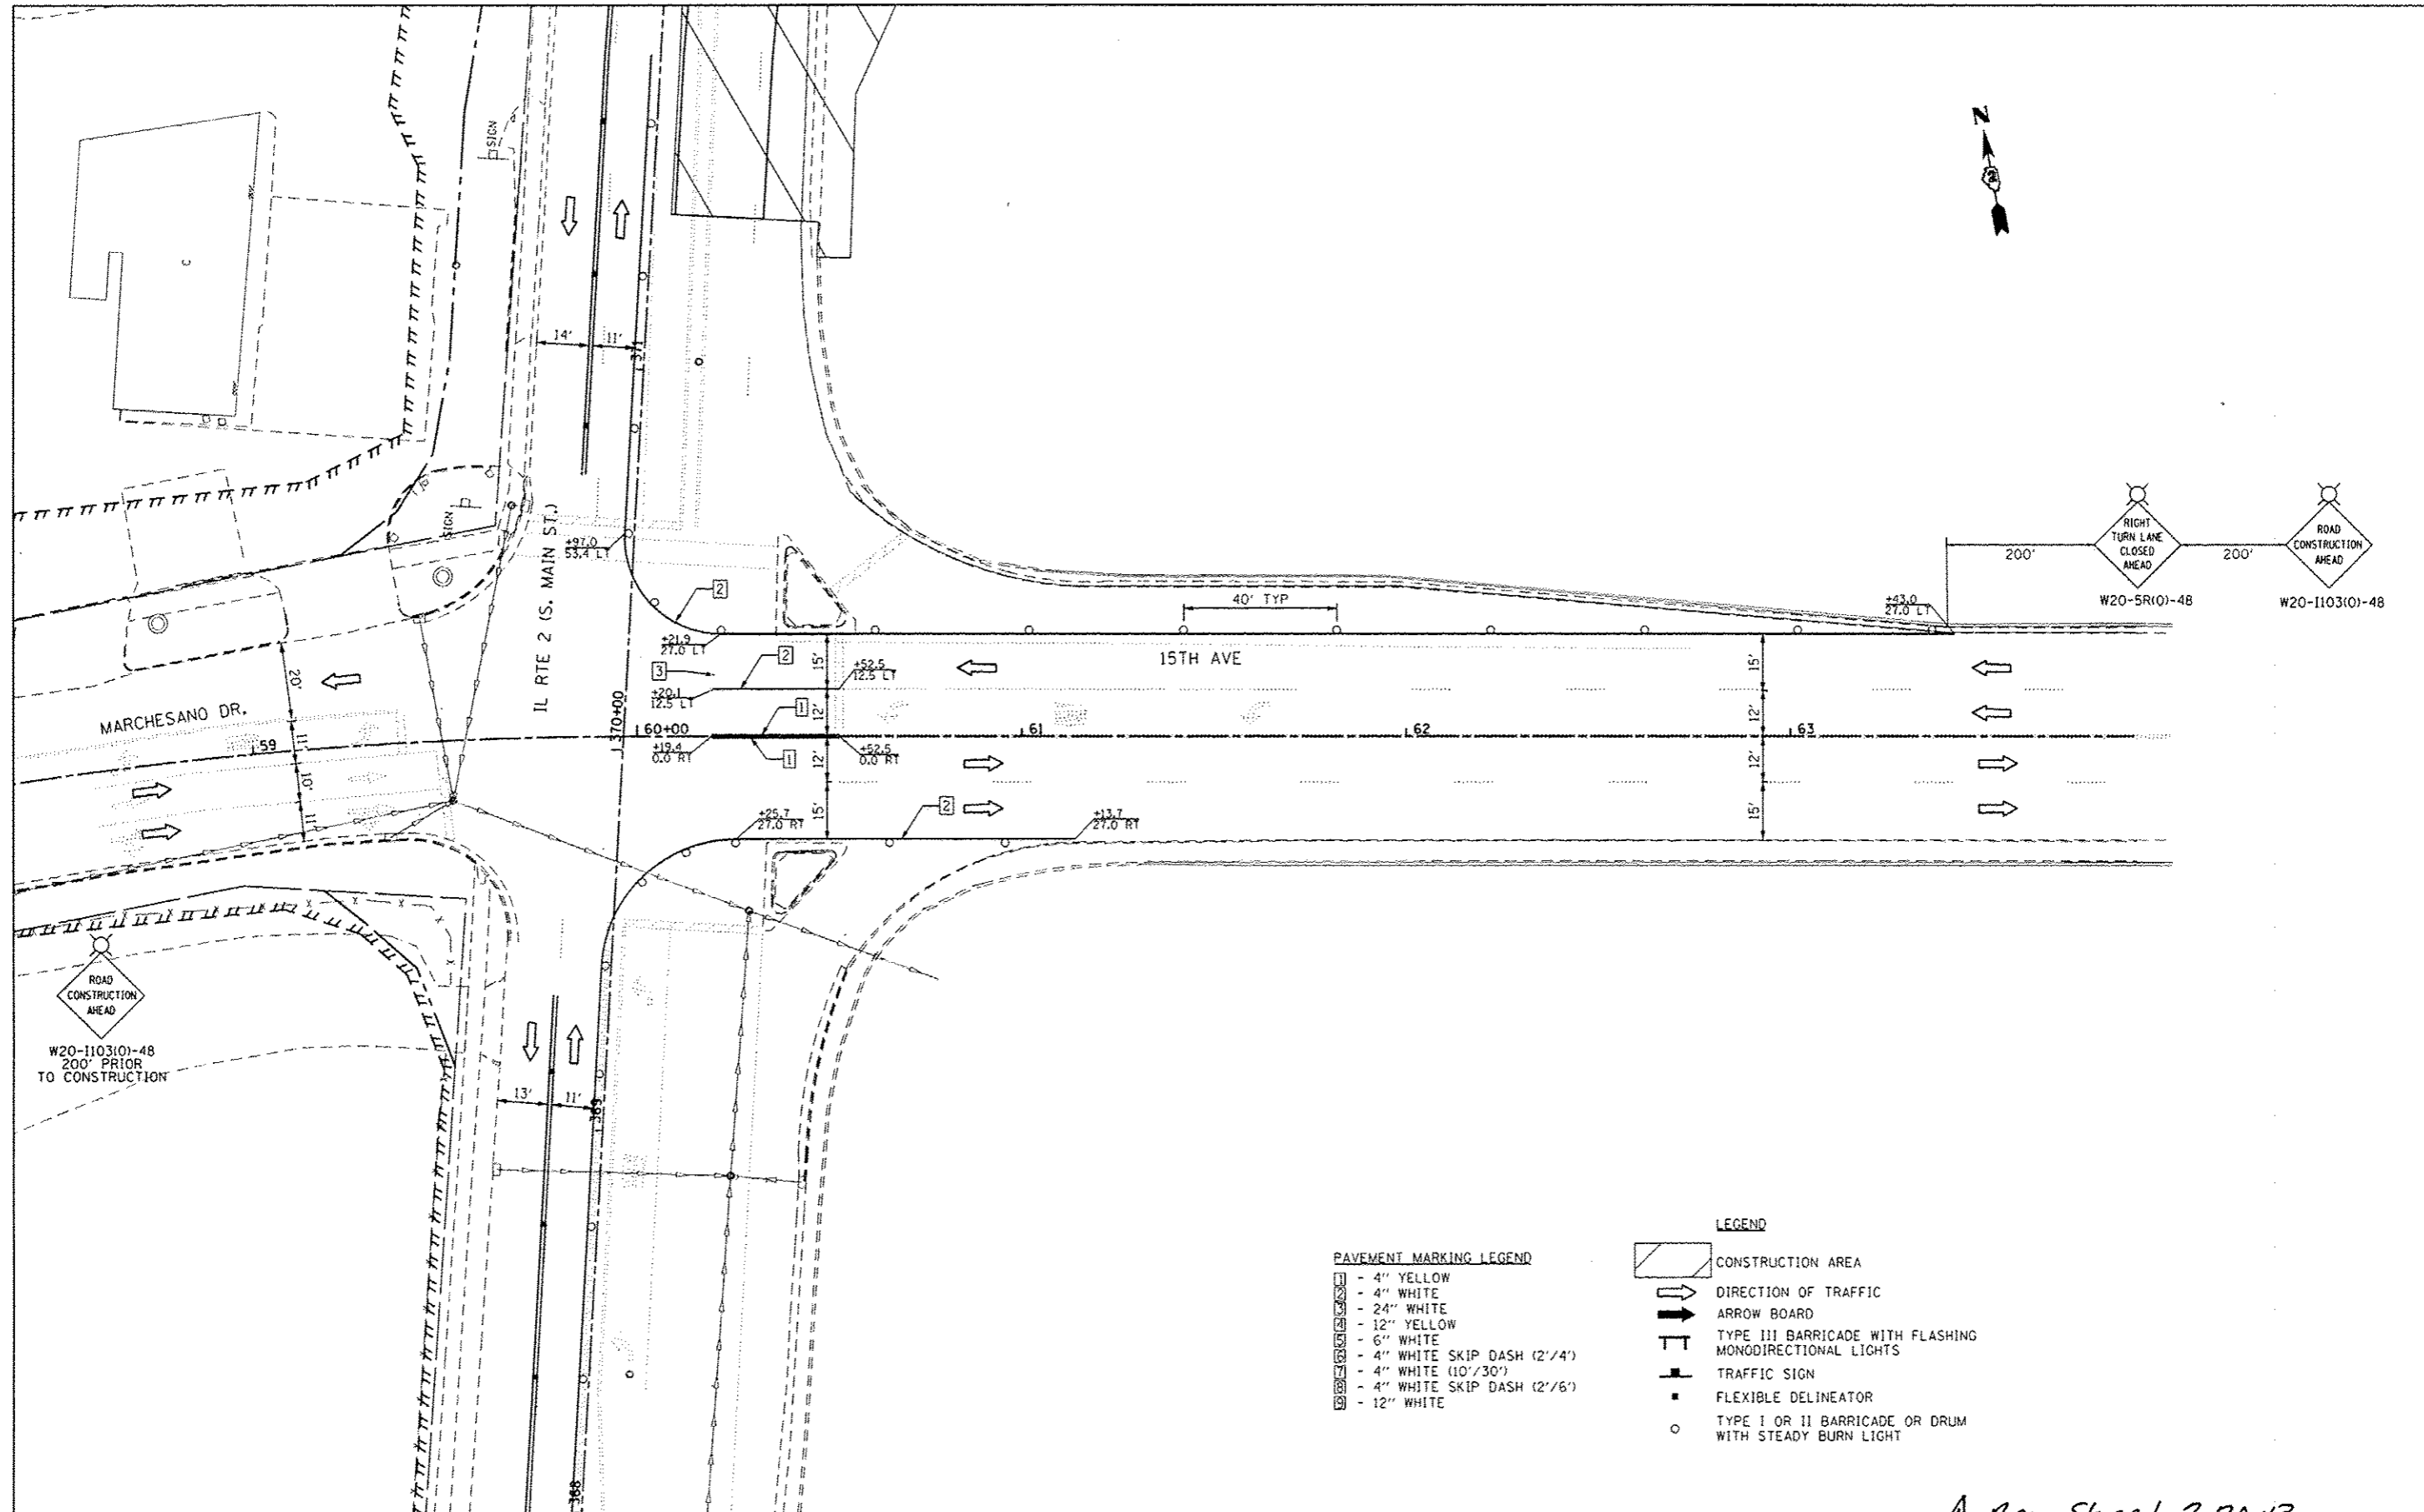 N
SIGN
14'
11'
371
SIGN
IL RTE 2 (S. MAIN ST.)
+97.0
53.4 LT
2
RIGHT
TURN LANE
CLOSED
AHEAD
ROAD
CONSTRUCTION
AHEAD
200'
200'
W20-5R(O)-48
W20-I103(O)-48
40' TYP
+43.0
27.0 LT
+21.9
27.0 LT
3
2
15'
+52.5
12.5 LT
15TH AVE
15'
+20.1
12.5 LT
20'
MARCHESANO DR.
12'
12'
1
59
11'
370+00
60+00
61
62
63
+19.4
0.0 RT
1
+52.5
0.0 RT
12'
12'
10'
11'
+25.7
27.0 RT
15'
2
+13.7
27.0 RT
15'
ROAD
CONSTRUCTION
AHEAD
W20-I103(O)-48
200' PRIOR
TO CONSTRUCTION
13'
11'
369
368
PAVEMENT MARKING LEGEND
1 - 4" YELLOW
2 - 4" WHITE
3 - 24" WHITE
4 - 12" YELLOW
5 - 6" WHITE
6 - 4" WHITE SKIP DASH (2'/4')
7 - 4" WHITE (10'/30')
8 - 4" WHITE SKIP DASH (2'/6')
9 - 12" WHITE
LEGEND
CONSTRUCTION AREA
DIRECTION OF TRAFFIC
ARROW BOARD
TYPE III BARRICADE WITH FLASHING
MONODIRECTIONAL LIGHTS
TRAFFIC SIGN
FLEXIBLE DELINEATOR
TYPE I OR II BARRICADE OR DRUM
WITH STEADY BURN LIGHT